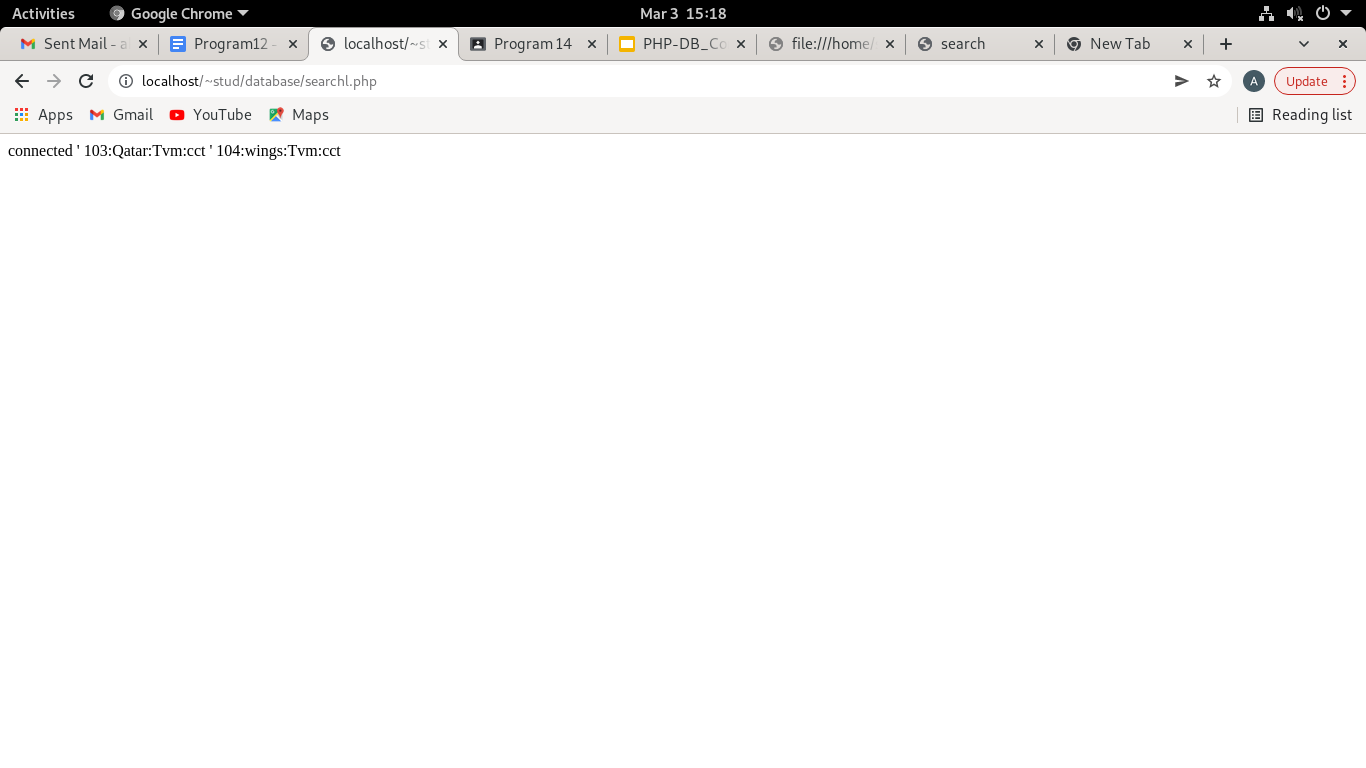 Activities Google Chrome Mar 3 15:18
Sent Mail - al Program12 - localhost/~st Program 14 PHP-DB_Co file:///home/ search New Tab
localhost/~stud/database/searchl.php A Update
Apps Gmail YouTube Maps Reading list
connected ' 103:Qatar:Tvm:cct ' 104:wings:Tvm:cct